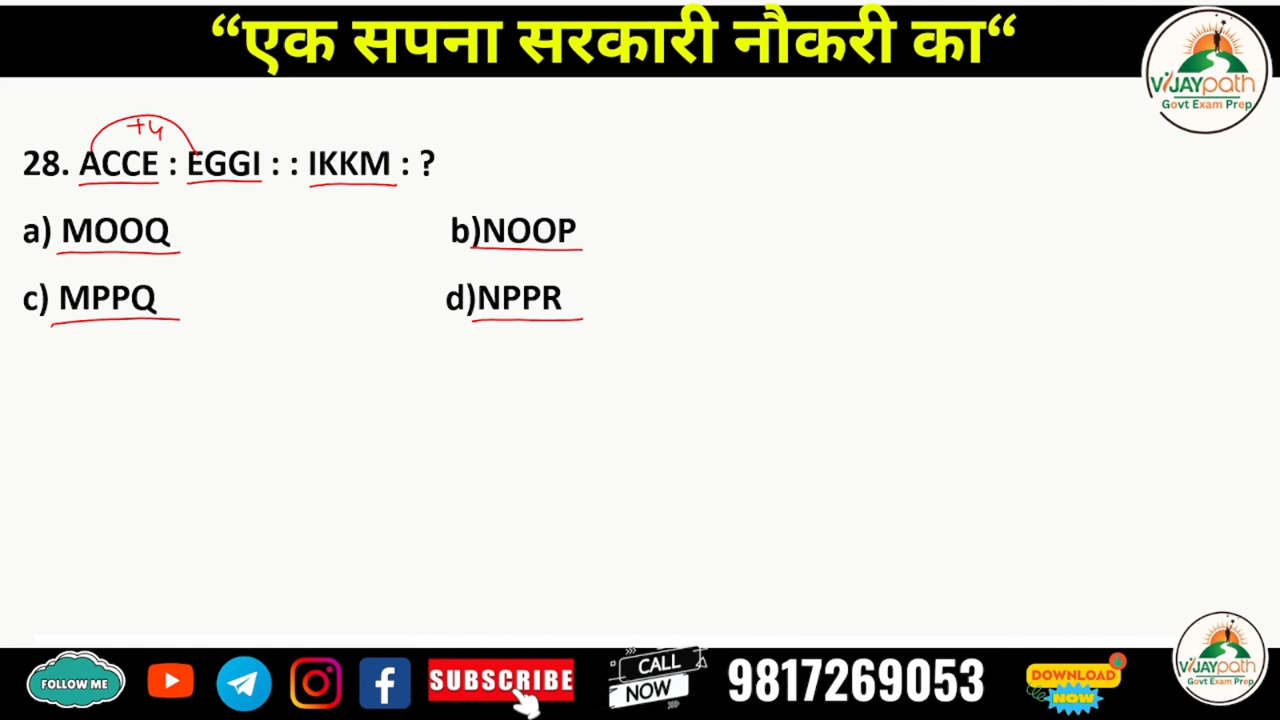 “एक सपना सरकारी नौकरी का“
ViJAYpath
Govt Exam Prep
+4
28. ACCE : EGGI : : IKKM : ?
a) MOOQ
b)NOOP
c) MPPQ
d)NPPR
ViJAYpath
Govt Exam Prep
FOLLOW ME
SUBSCRIBE
CALL
NOW
9817269053
DOWNLOAD
NOW